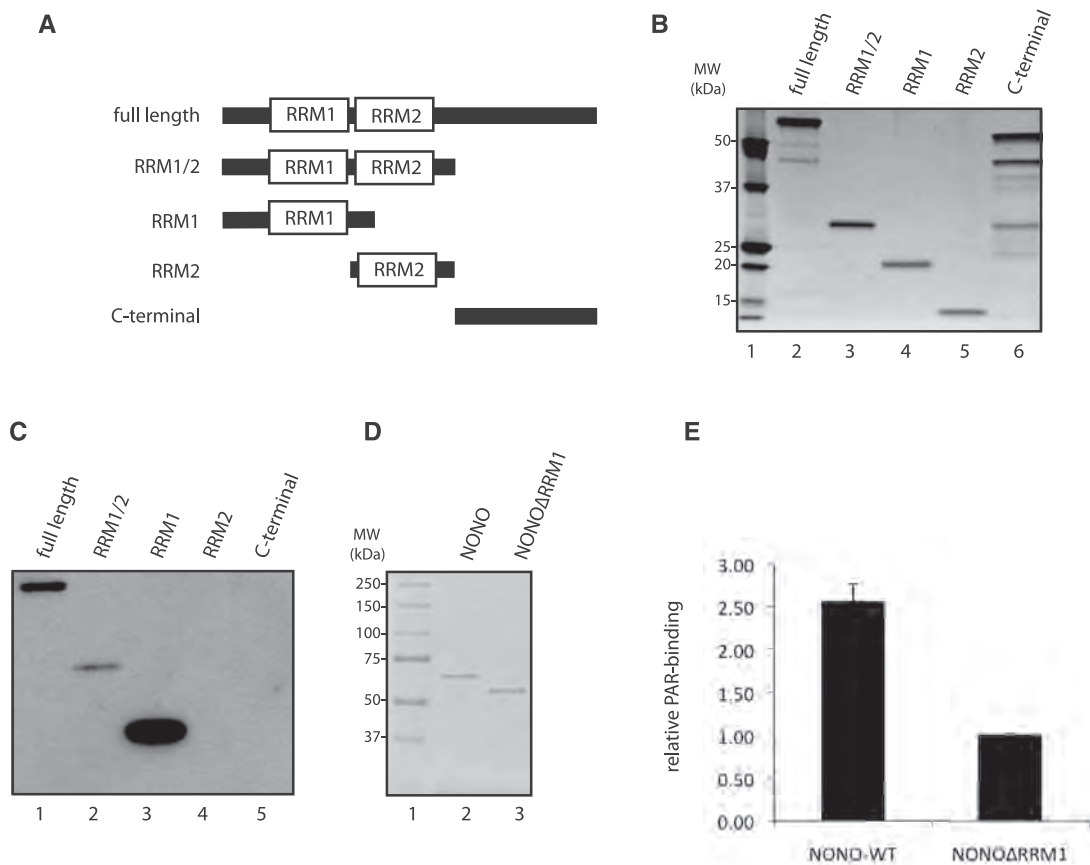 A
full length
RRM1
RRM2
RRM1/2
RRM1
RRM2
RRM1
RRM1
RRM2
RRM2
C-terminal
B
MW
(kDa)
full length
RRM1/2
RRM1
RRM2
C-terminal
50
37
25
20
15
1 2 3 4 5 6
C
full length
RRM1/2
RRM1
RRM2
C-terminal
1 2 3 4 5
D
MW
(kDa)
NONO
NONOΔRRM1
250
150
100
75
50
37
1 2 3
E
relative PAR-binding
3.00
2.50
2.00
1.50
1.00
0.50
0.00
NONO-WT
NONOΔRRM1